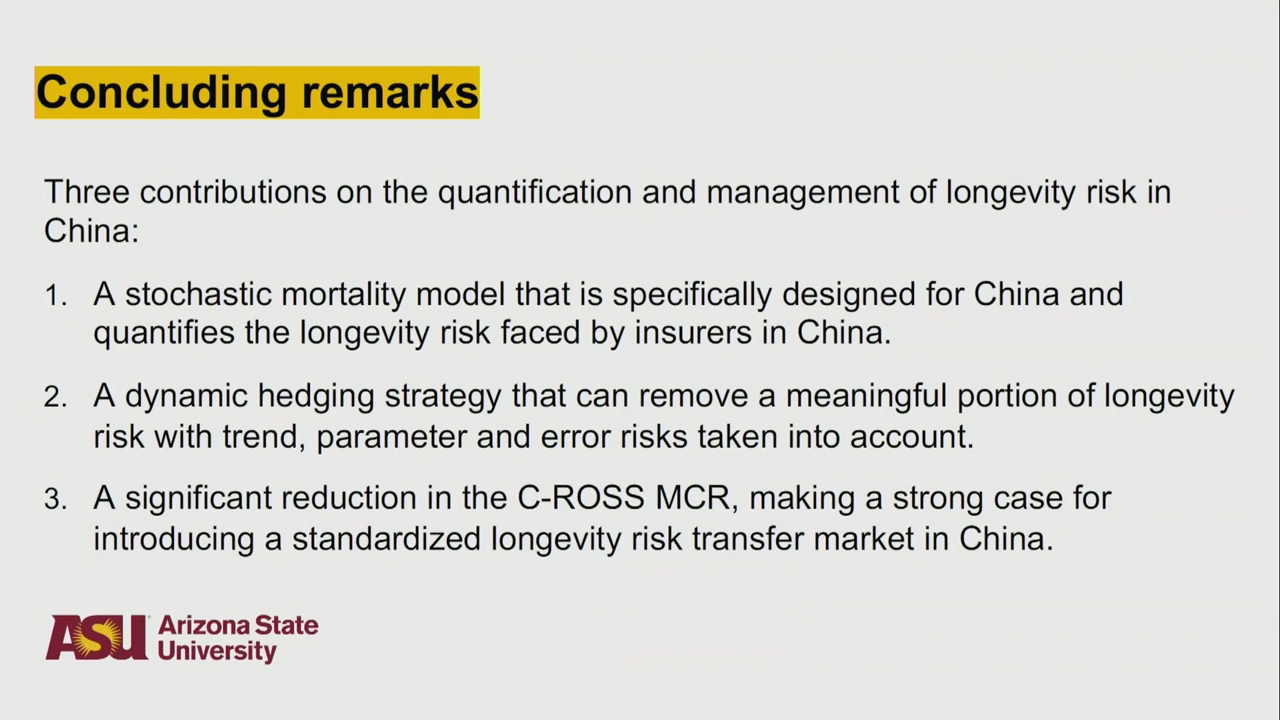 Concluding remarks
Three contributions on the quantification and management of longevity risk in
China:
1. A stochastic mortality model that is specifically designed for China and
quantifies the longevity risk faced by insurers in China.
2. A dynamic hedging strategy that can remove a meaningful portion of longevity
risk with trend, parameter and error risks taken into account.
3. A significant reduction in the C-ROSS MCR, making a strong case for
introducing a standardized longevity risk transfer market in China.
ASU Arizona State
University